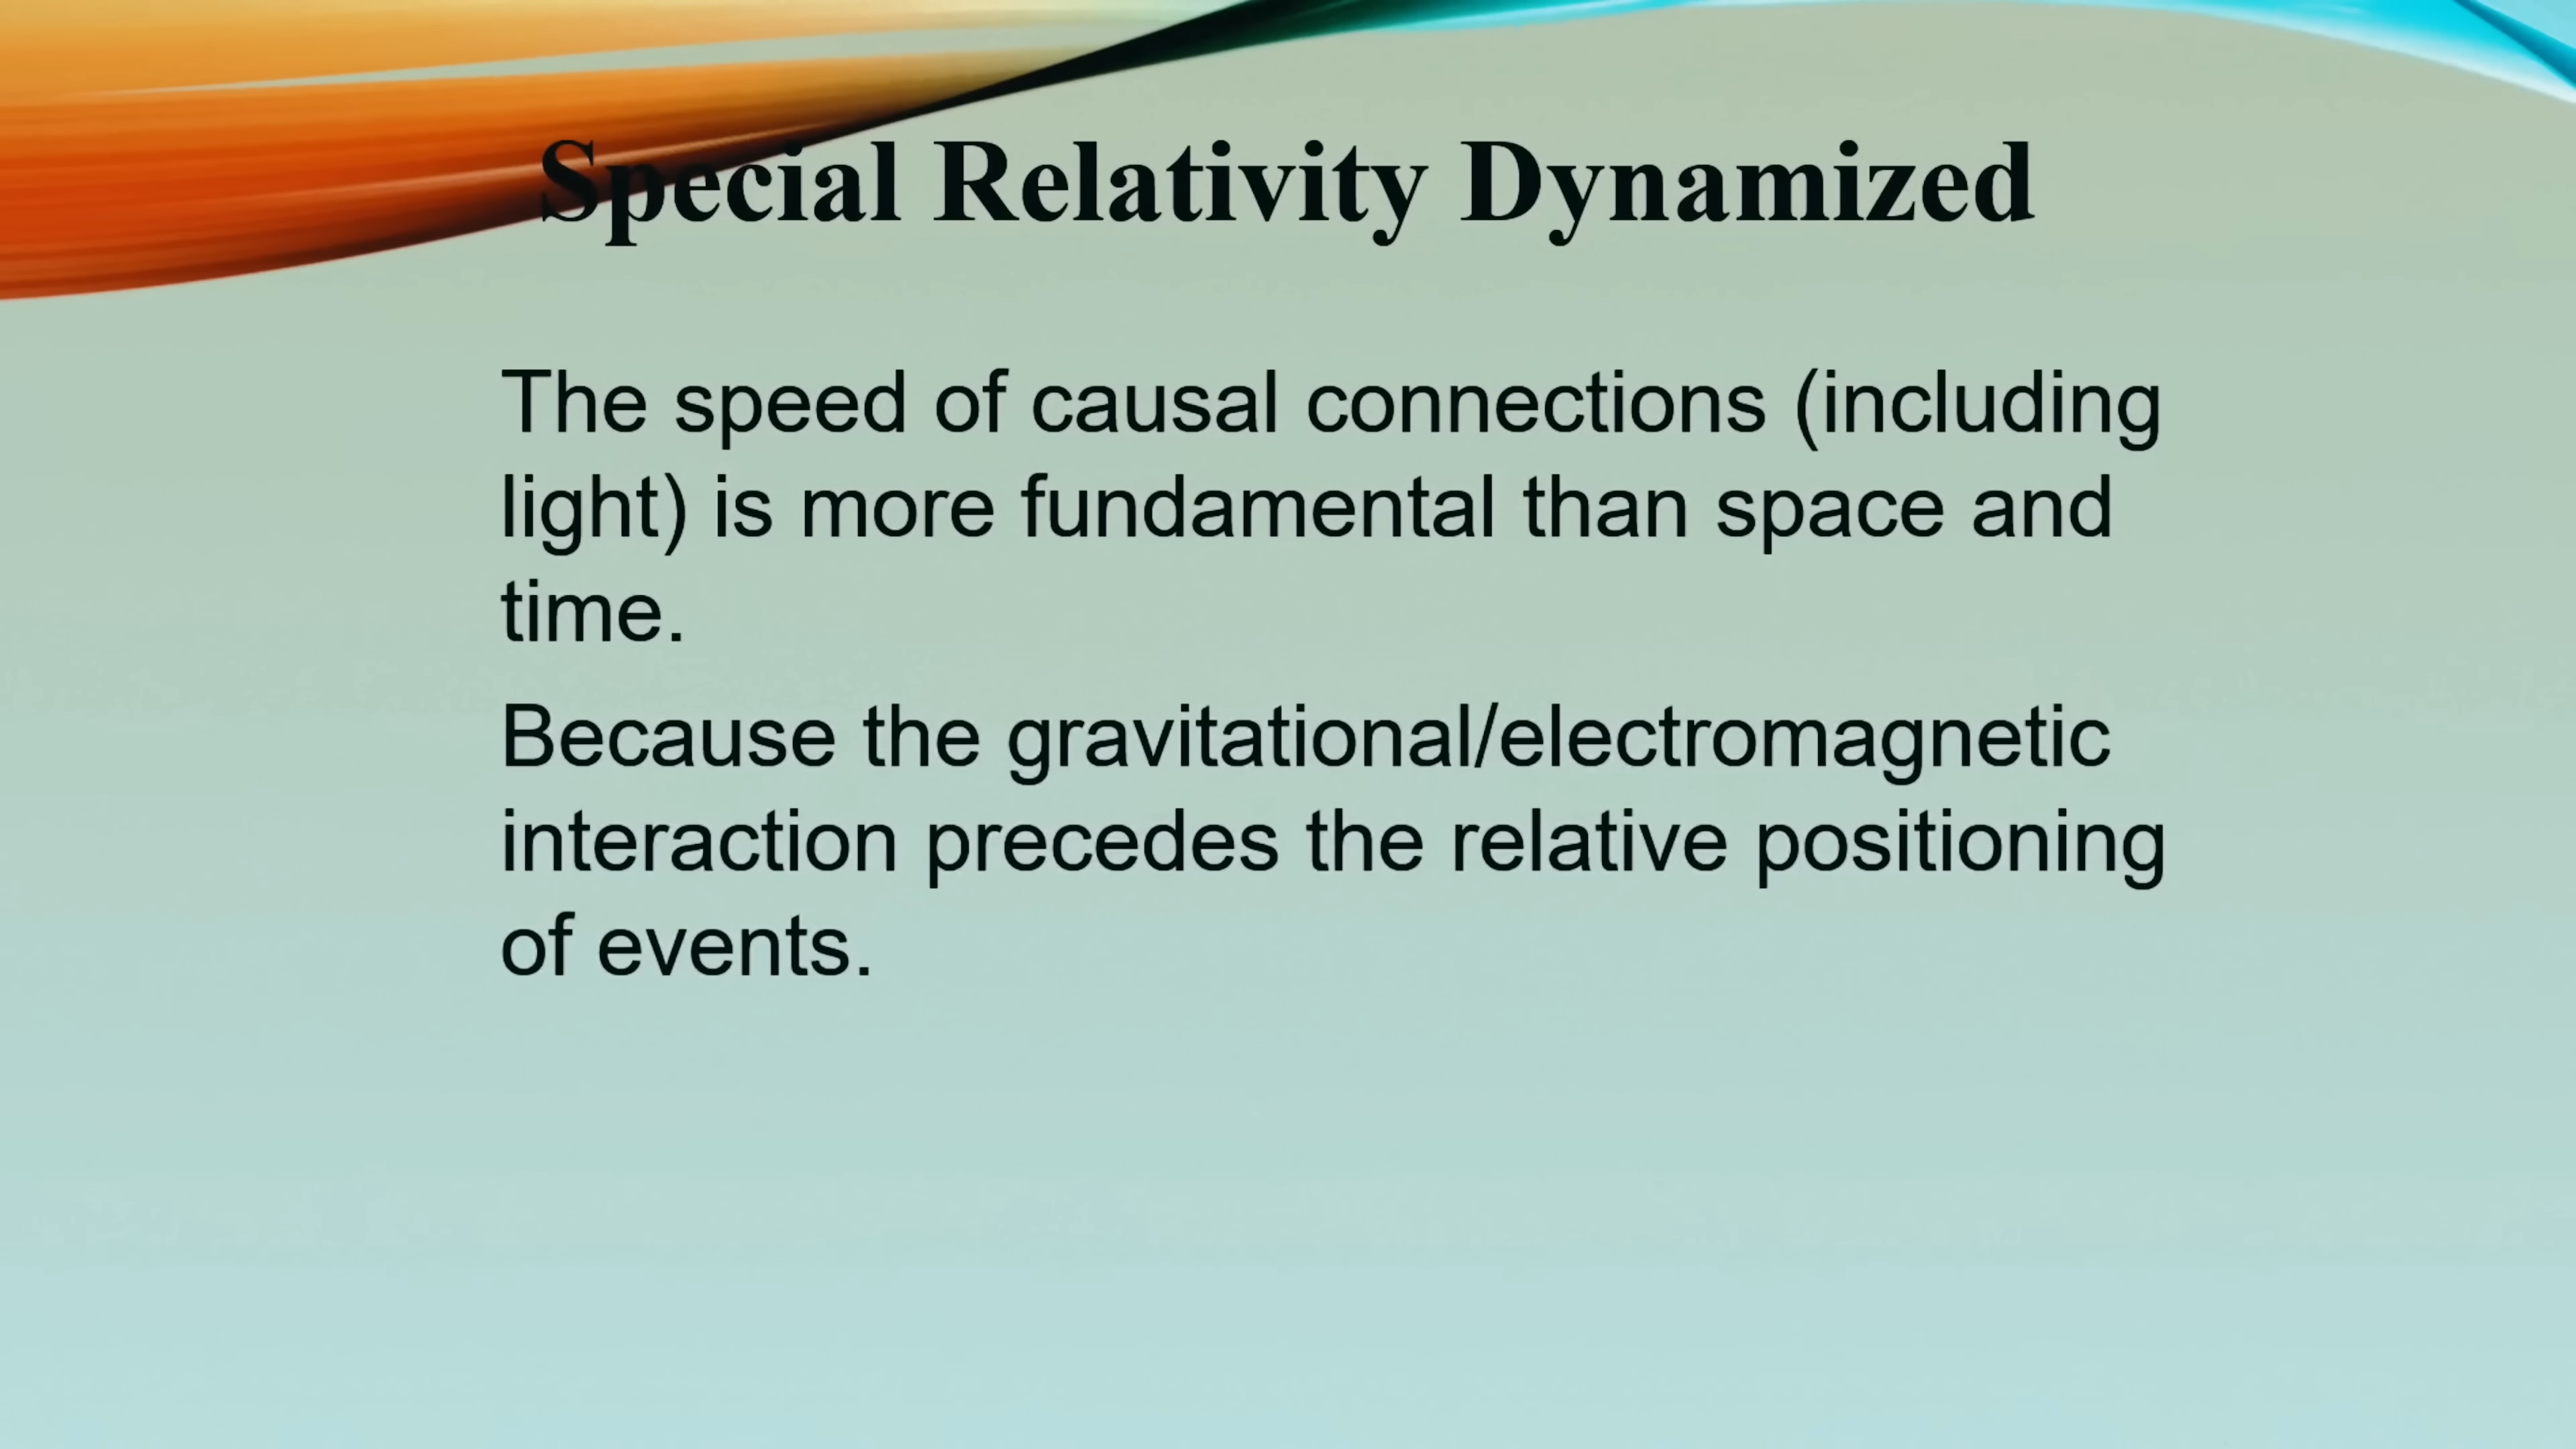 Special Relativity Dynamized
The speed of causal connections (including
light) is more fundamental than space and
time.
Because the gravitational/electromagnetic
interaction precedes the relative positioning
of events.